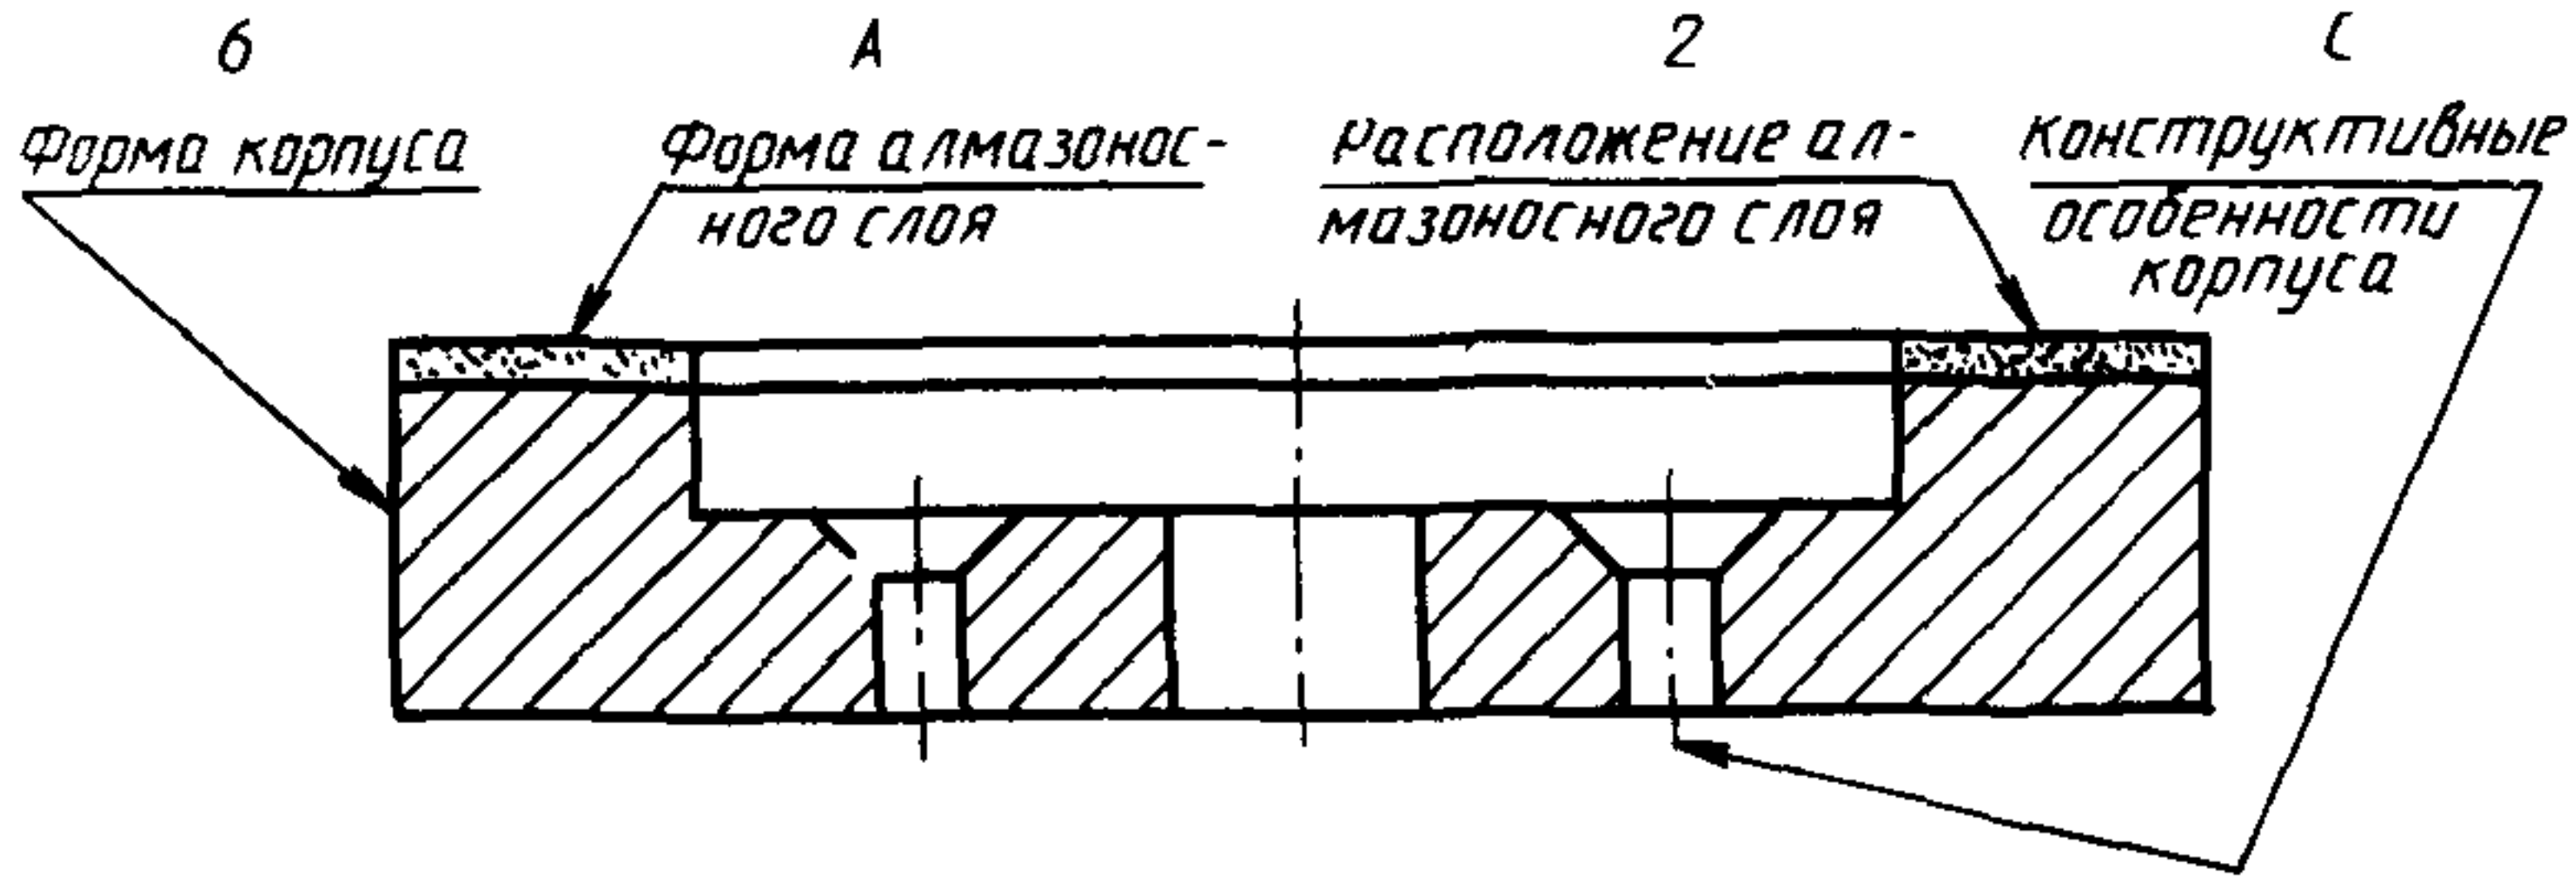 6 А 2 С
Форма корпуса
Форма алмазонос-
ного слоя
Расположение ал-
мазоносного слоя
Конструктивные
особенности
корпуса